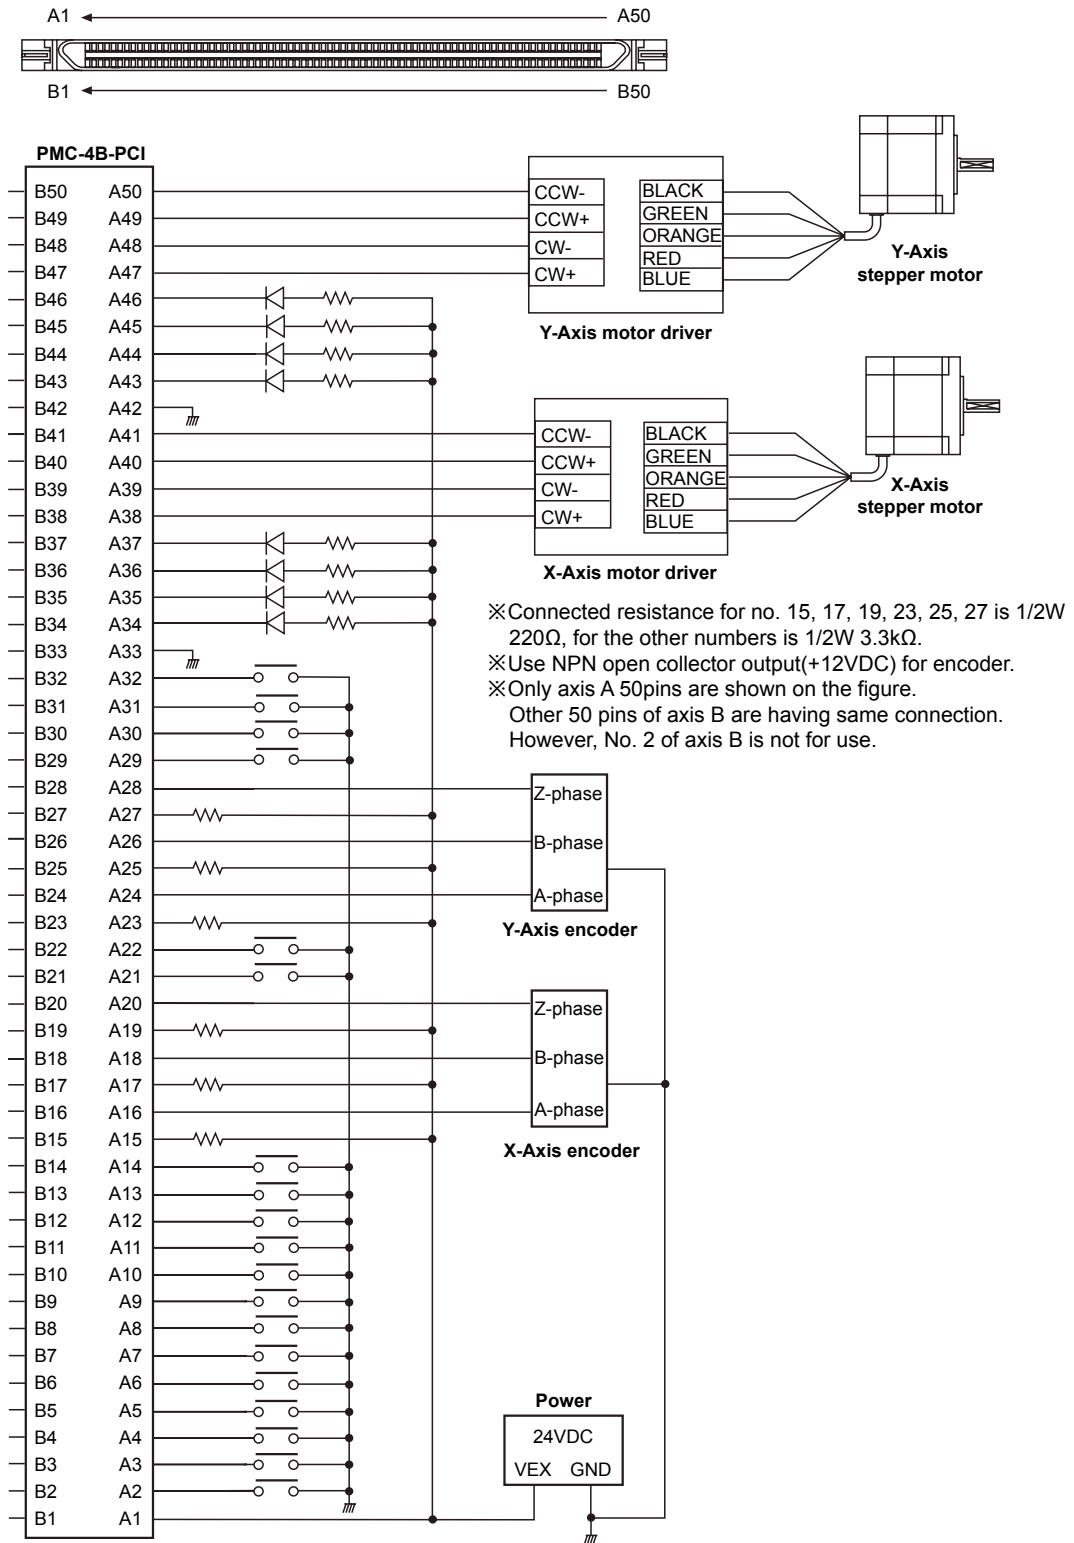 A1 A50
B1 B50
PMC-4B-PCI
B50 A50
B49 A49
B48 A48
B47 A47
B46 A46
B45 A45
B44 A44
B43 A43
B42 A42
B41 A41
B40 A40
B39 A39
B38 A38
B37 A37
B36 A36
B35 A35
B34 A34
B33 A33
B32 A32
B31 A31
B30 A30
B29 A29
B28 A28
B27 A27
B26 A26
B25 A25
B24 A24
B23 A23
B22 A22
B21 A21
B20 A20
B19 A19
B18 A18
B17 A17
B16 A16
B15 A15
B14 A14
B13 A13
B12 A12
B11 A11
B10 A10
B9 A9
B8 A8
B7 A7
B6 A6
B5 A5
B4 A4
B3 A3
B2 A2
B1 A1
CCW- BLACK
CCW+ GREEN
CW- ORANGE
CW+ RED
BLUE
Y-Axis motor driver
Y-Axis
stepper motor
CCW- BLACK
CCW+ GREEN
CW- ORANGE
CW+ RED
BLUE
X-Axis motor driver
X-Axis
stepper motor
※Connected resistance for no. 15, 17, 19, 23, 25, 27 is 1/2W
220Ω, for the other numbers is 1/2W 3.3kΩ.
※Use NPN open collector output(+12VDC) for encoder.
※Only axis A 50pins are shown on the figure.
Other 50 pins of axis B are having same connection.
However, No. 2 of axis B is not for use.
Z-phase
B-phase
A-phase
Y-Axis encoder
Z-phase
B-phase
A-phase
X-Axis encoder
Power
24VDC
VEX GND